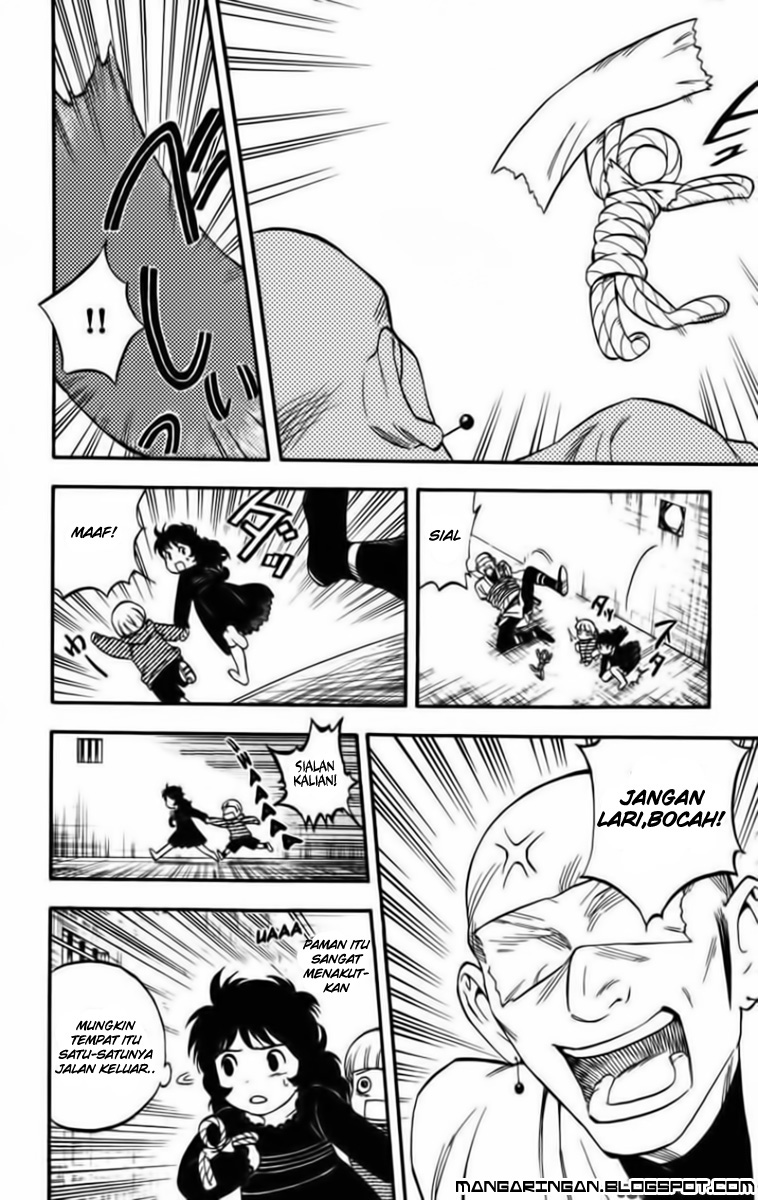 !!
SIAL
MAAF!
SIALAN
KALIAN!
WAAAAAA
JANGAN
LARI,BOCAH!
UAAA..
PAMAN ITU
SANGAT
MENAKUT-
KAN
MUNGKIN
TEMPAT ITU
SATU-SATUNYA
JALAN KELUAR..
MANGARINGAN.BLOGSPOT.COM